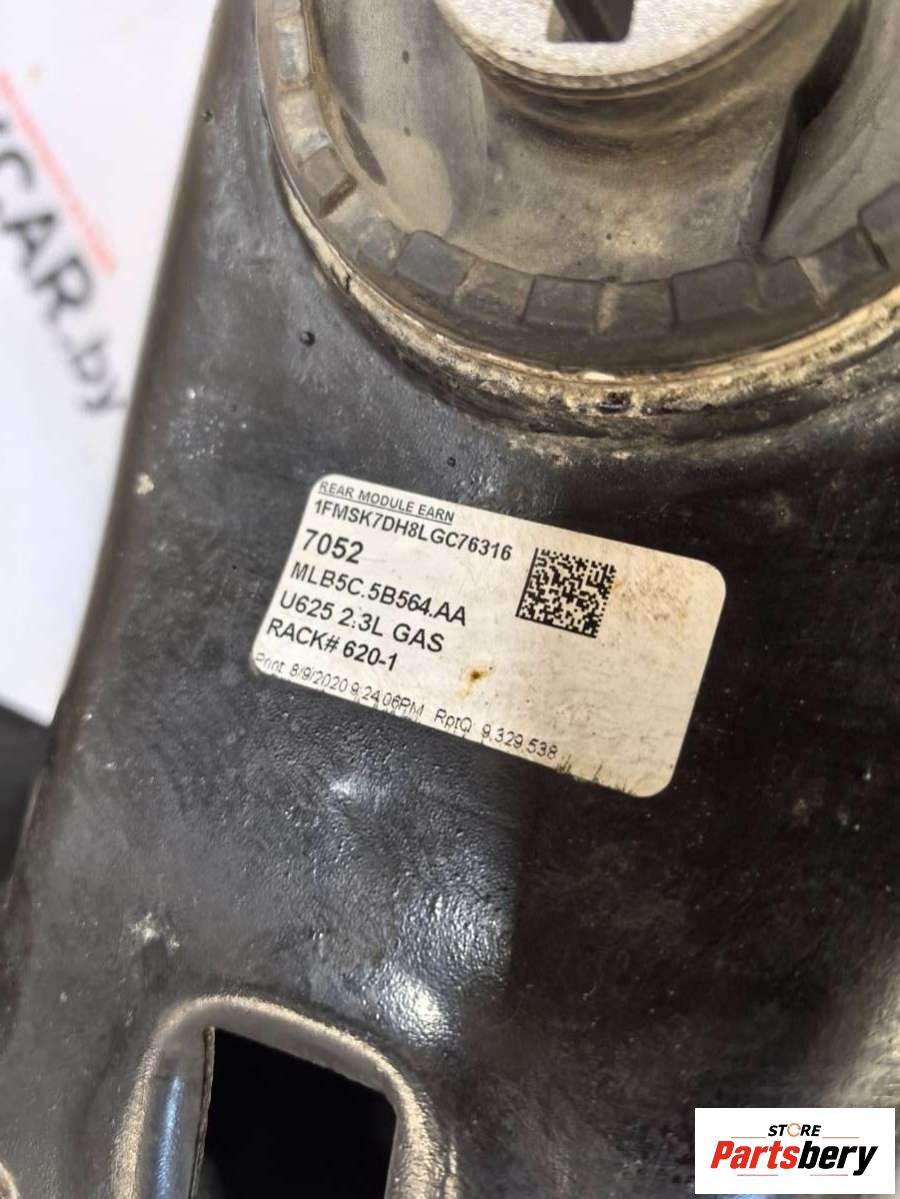 CAR.by
REAR MODULE EARN
1FMSK7DH8LGC76316
7052
MLB5C.5B564.AA
U625 2.3L GAS
RACK# 620-1
Print 8/9/2020 9:24:06PM RptQ: 9,329,538
STORE
Partsbery